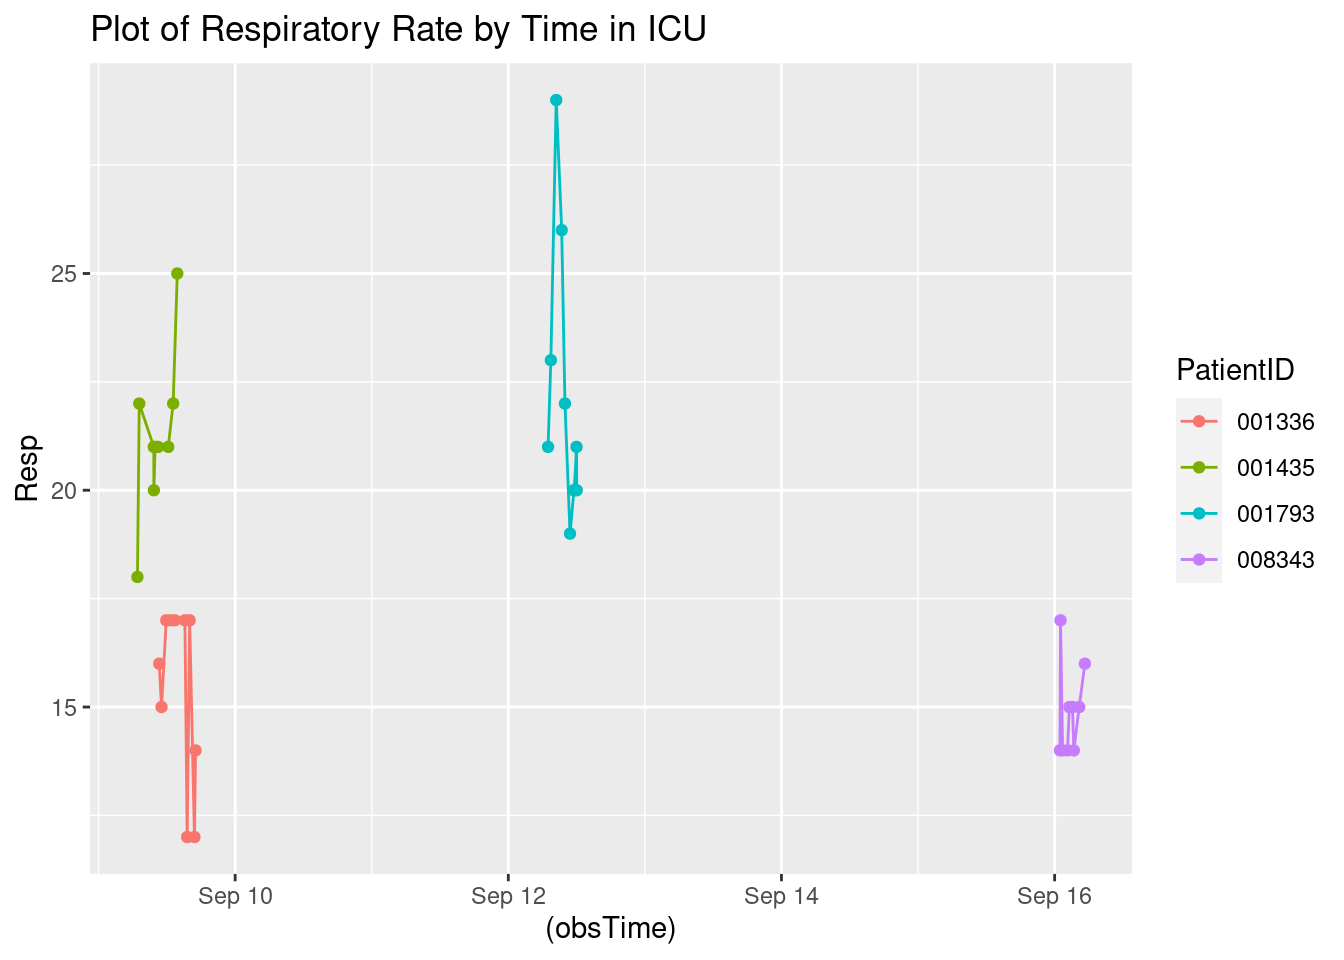 Plot of Respiratory Rate by Time in ICU
Resp
25
20
15
Sep 10
Sep 12
Sep 14
Sep 16
(obsTime)
PatientID
001336
001435
001793
008343